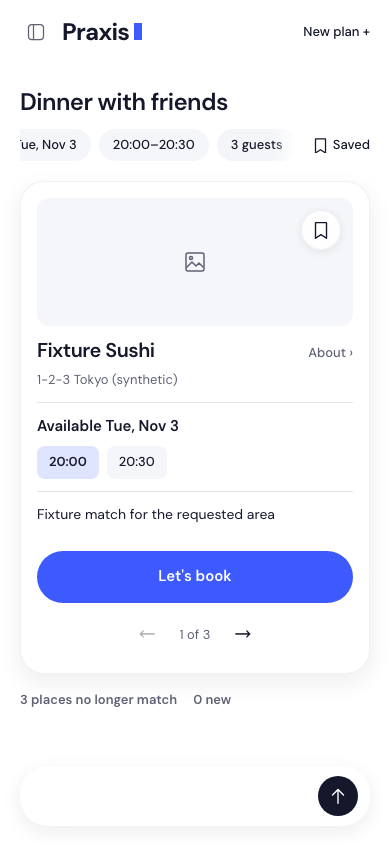 Praxis
New plan +
Dinner with friends
Tue, Nov 3
20:00–20:30
3 guests
Saved
Fixture Sushi
About ›
1-2-3 Tokyo (synthetic)
Available Tue, Nov 3
20:00
20:30
Fixture match for the requested area
Let's book
← 1 of 3 →
3 places no longer match
0 new